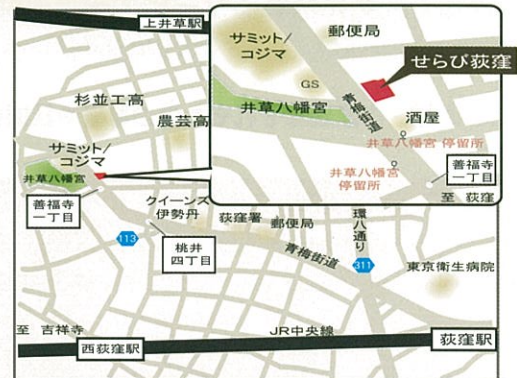 上井草駅
サミット/
コジマ
郵便局
せらび荻窪
GS
井草八幡宮
青梅街道
酒屋
井草八幡宮 停留所
井草八幡宮
停留所
善福寺
一丁目
至 荻窪
杉並工高
農芸高
サミット/
コジマ
井草八幡宮
善福寺
一丁目
クイーンズ
伊勢丹
荻窪署
郵便局
環八通り
113
桃井
四丁目
青梅街道
311
東京衛生病院
至 吉祥寺
JR中央線
西荻窪駅
荻窪駅